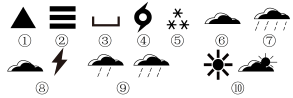 ① ② ③ ④ ⑤ ⑥ ⑦
⑧ ⑨ ⑩